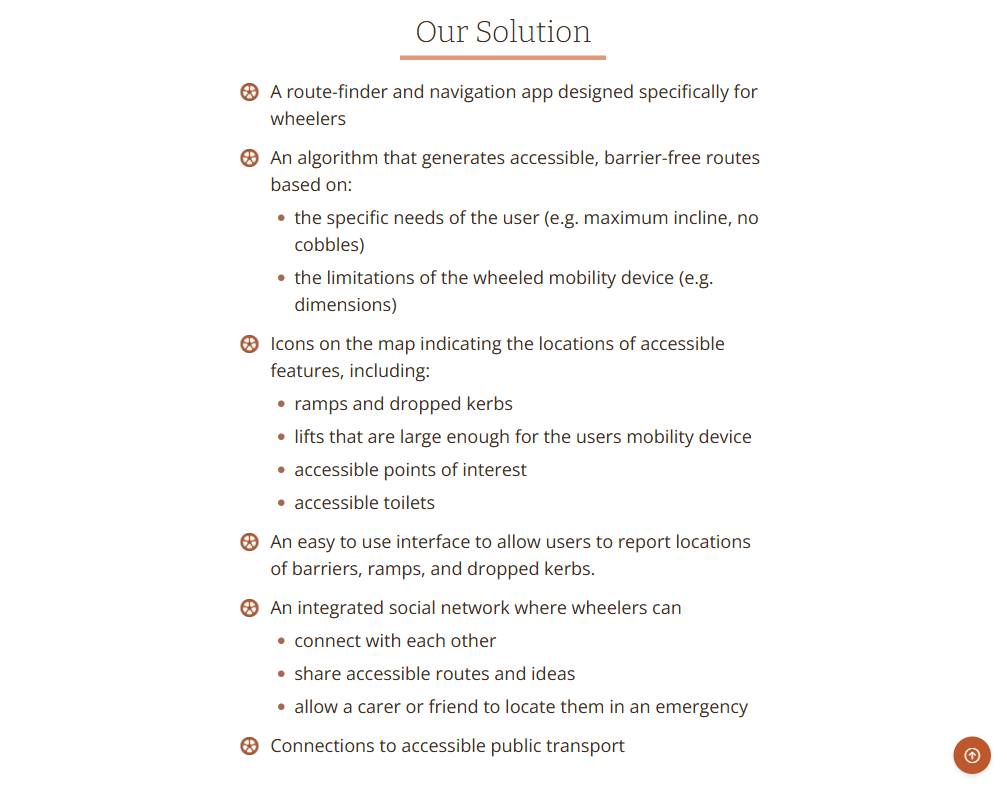 Our Solution
A route-finder and navigation app designed specifically for
wheelers
An algorithm that generates accessible, barrier-free routes
based on:
the specific needs of the user (e.g. maximum incline, no
cobbles)
the limitations of the wheeled mobility device (e.g.
dimensions)
Icons on the map indicating the locations of accessible
features, including:
ramps and dropped kerbs
lifts that are large enough for the users mobility device
accessible points of interest
accessible toilets
An easy to use interface to allow users to report locations
of barriers, ramps, and dropped kerbs.
An integrated social network where wheelers can
connect with each other
share accessible routes and ideas
allow a carer or friend to locate them in an emergency
Connections to accessible public transport